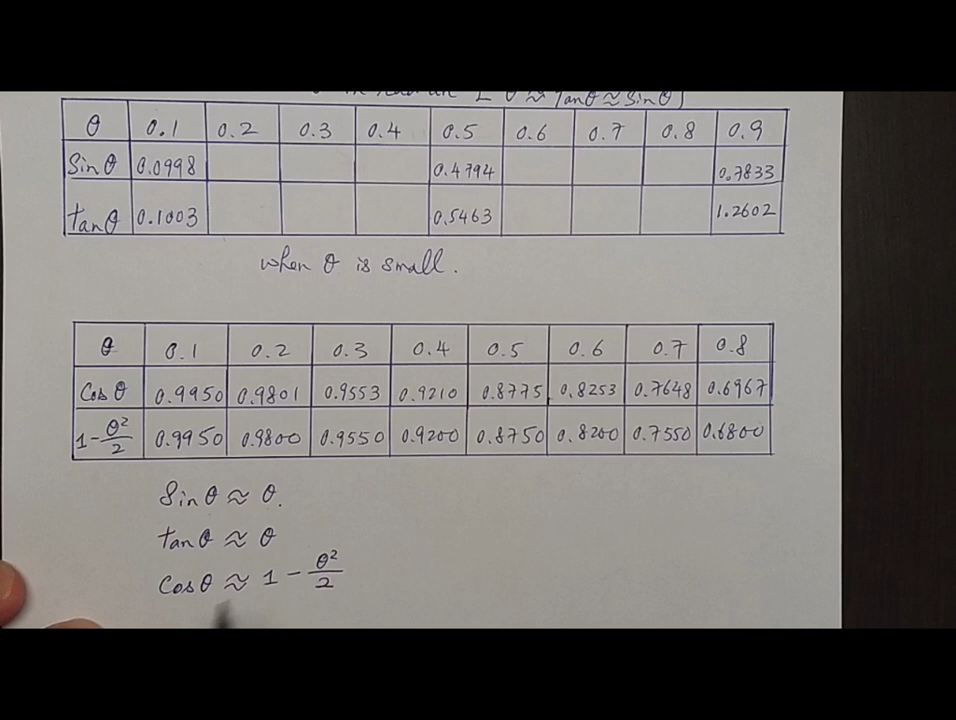 θ ≈ tanθ ≈ sinθ)
θ 0.1 0.2 0.3 0.4 0.5 0.6 0.7 0.8 0.9
Sinθ 0.0998 0.4794 0.7833
tanθ 0.1003 0.5463 1.2602
when θ is small.
θ 0.1 0.2 0.3 0.4 0.5 0.6 0.7 0.8
Cosθ 0.9950 0.9801 0.9553 0.9210 0.8775 0.8253 0.7648 0.6967
1-θ²/2 0.9950 0.9800 0.9550 0.9200 0.8750 0.8200 0.7550 0.6800
Sinθ ≈ θ.
tanθ ≈ θ
Cosθ ≈ 1 - θ²/2